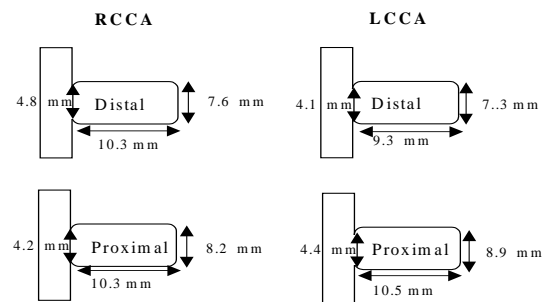 RCCA LCCA
4.8 mm Distal 7.6 mm 4.1 mm Distal 7..3 mm
10.3 mm 9.3 mm
4.2 mm Proximal 8.2 mm 4.4 mm Proximal 8.9 mm
10.3 mm 10.5 mm